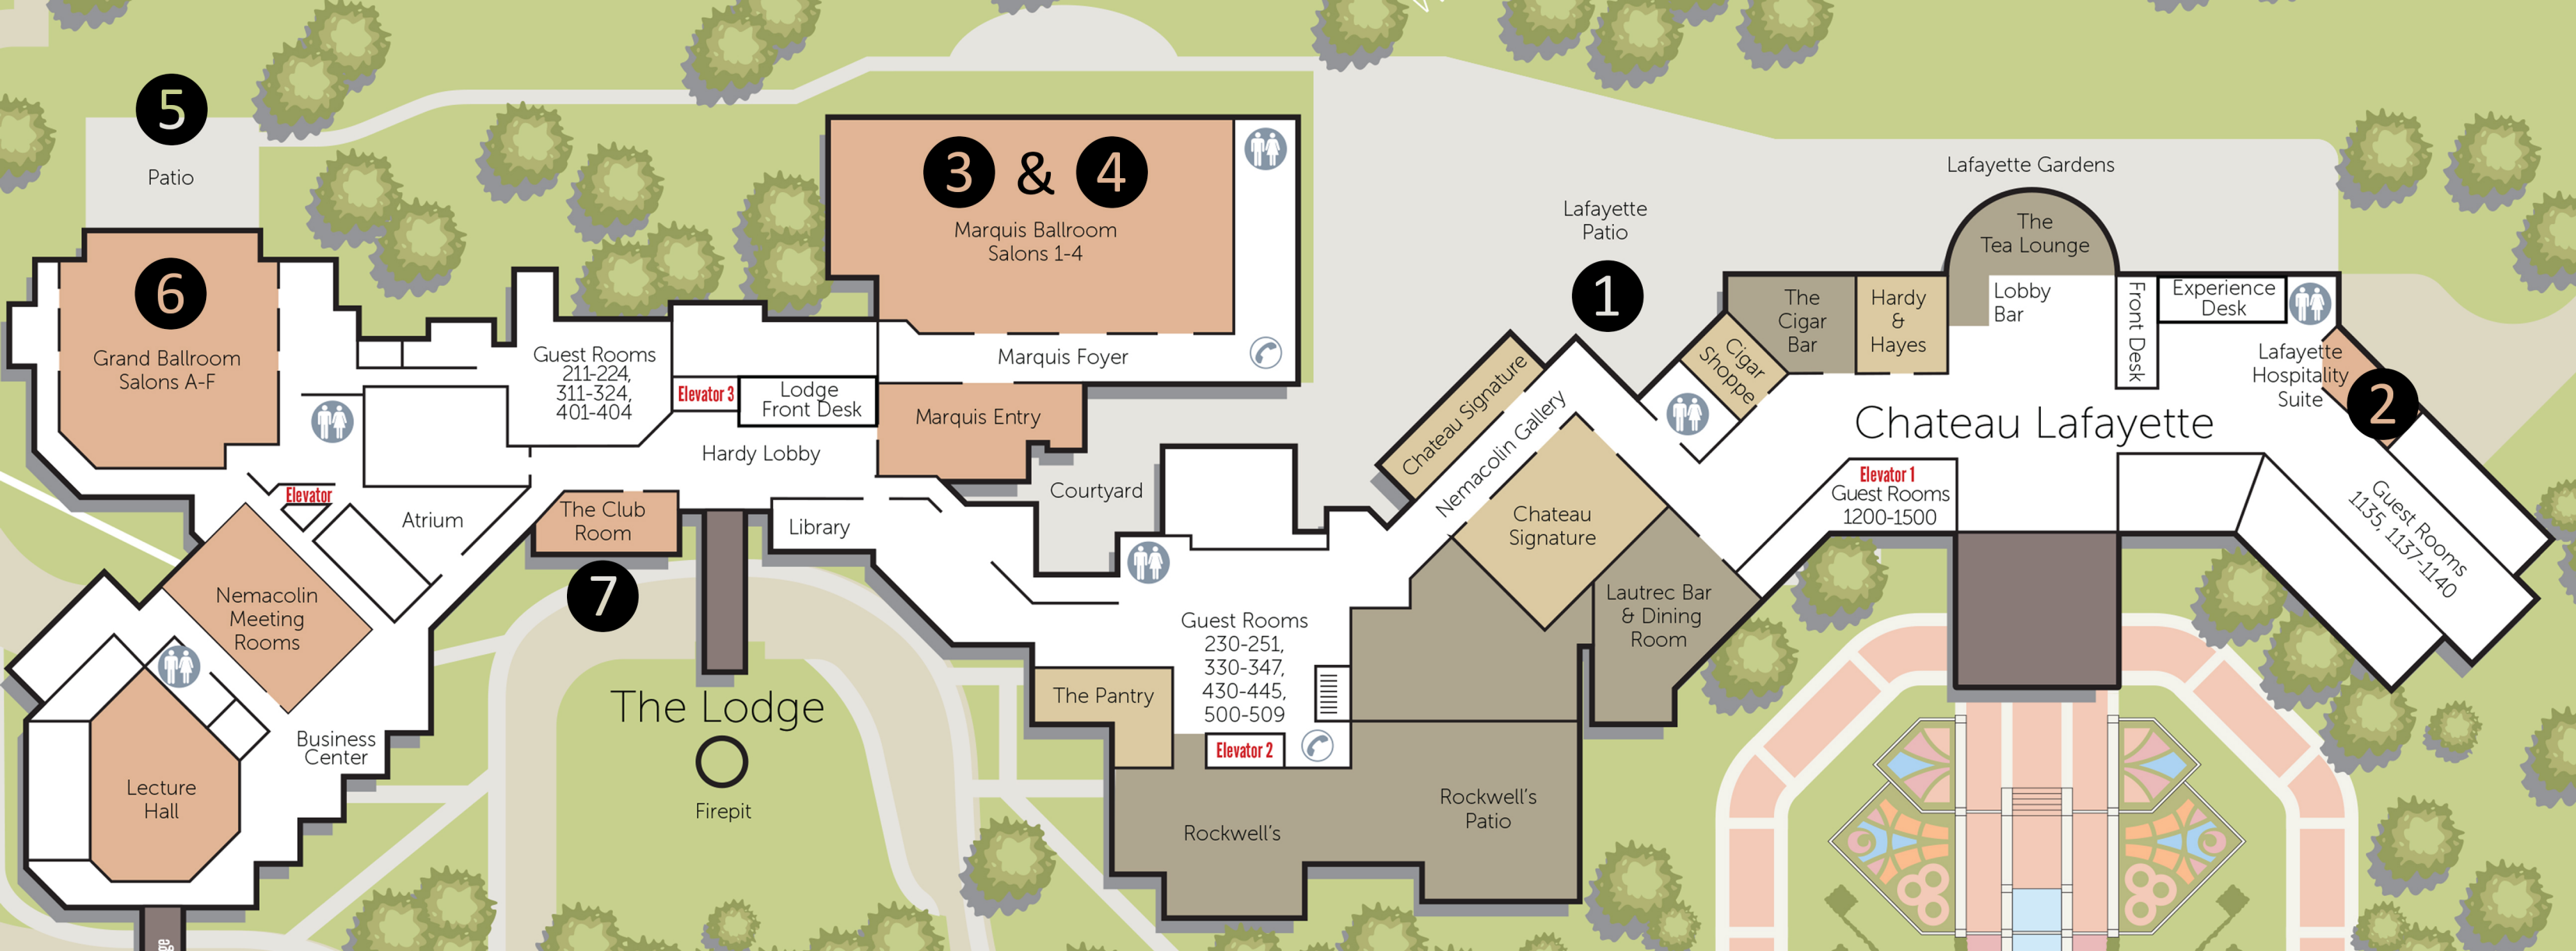 5
Patio
3 & 4
Marquis Ballroom
Salons 1-4
Lafayette
Patio
1
Lafayette Gardens
The
Tea Lounge
The
Cigar
Bar
Hardy
&
Hayes
Lobby
Bar
Front Desk
Experience
Desk
Cigar
Shoppe
Lafayette
Hospitality
Suite
2
Chateau Lafayette
6
Grand Ballroom
Salons A-F
Guest Rooms
211-224,
311-324,
401-404
Elevator 3
Lodge
Front Desk
Marquis Foyer
Marquis Entry
Hardy Lobby
Courtyard
Chateau Signature
Nemacolin Gallery
Chateau
Signature
Elevator 1
Guest Rooms
1200-1500
Guest Rooms
1135, 1137-1140
Elevator
Atrium
The Club
Room
Library
7
Nemacolin
Meeting
Rooms
Lautrec Bar
& Dining
Room
Guest Rooms
230-251,
330-347,
430-445,
500-509
The Pantry
Elevator 2
The Lodge
Firepit
Business
Center
Lecture
Hall
Rockwell's
Rockwell's
Patio